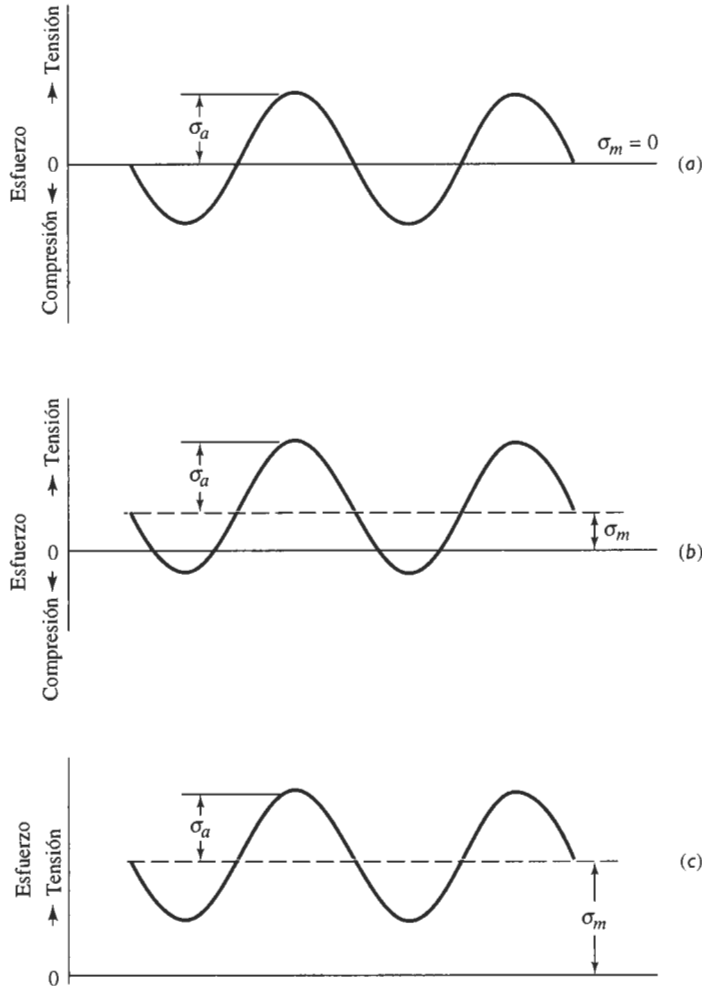 Esfuerzo
Compresión ← → Tensión
0
σa
σm = 0
(a)
Esfuerzo
Compresión ← → Tensión
0
σa
σm
(b)
Esfuerzo
→ Tensión
0
σa
σm
(c)